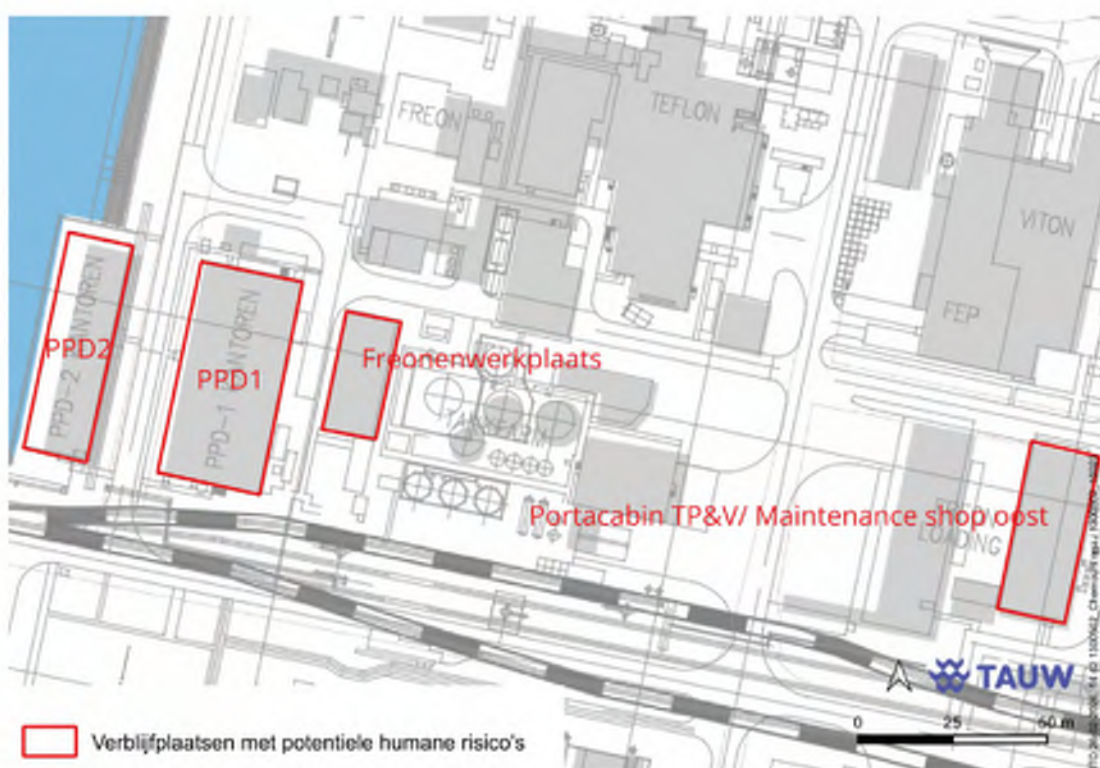 FREON
TEFLON
VITON
FEP
PPD-2 KANTOREN
PPD2
PPD-1 KANTOREN
PPD1
Freonenwerkplaats
TANKFARM
Portacabin TP&V/ Maintenance shop oost
LOADING
TAUW
0 25 50 m
Verblijfplaatsen met potentiele humane risico's